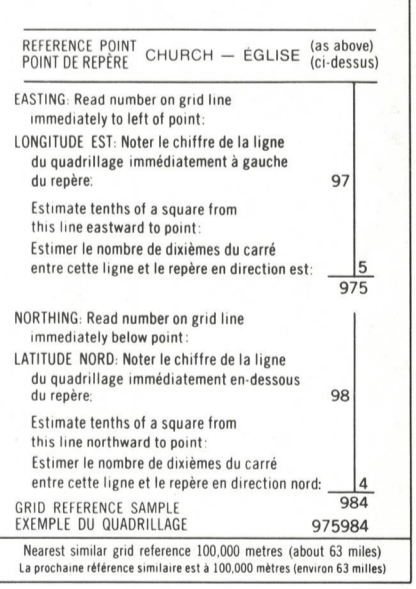 REFERENCE POINT CHURCH — ÉGLISE (as above)
POINT DE REPÈRE (ci-dessus)
EASTING: Read number on grid line
immediately to left of point:
LONGITUDE EST: Noter le chiffre de la ligne
du quadrillage immédiatement à gauche
du repère: 97
Estimate tenths of a square from
this line eastward to point:
Estimer le nombre de dixièmes du carré
entre cette ligne et le repère en direction est: 5
975
NORTHING: Read number on grid line
immediately below point:
LATITUDE NORD: Noter le chiffre de la ligne
du quadrillage immédiatement en-dessous
du repère: 98
Estimate tenths of a square from
this line northward to point:
Estimer le nombre de dixièmes du carré
entre cette ligne et le repère en direction nord: 4
984
GRID REFERENCE SAMPLE
EXEMPLE DU QUADRILLAGE 975984
Nearest similar grid reference 100,000 metres (about 63 miles)
La prochaine référence similaire est à 100,000 mètres (environ 63 milles)